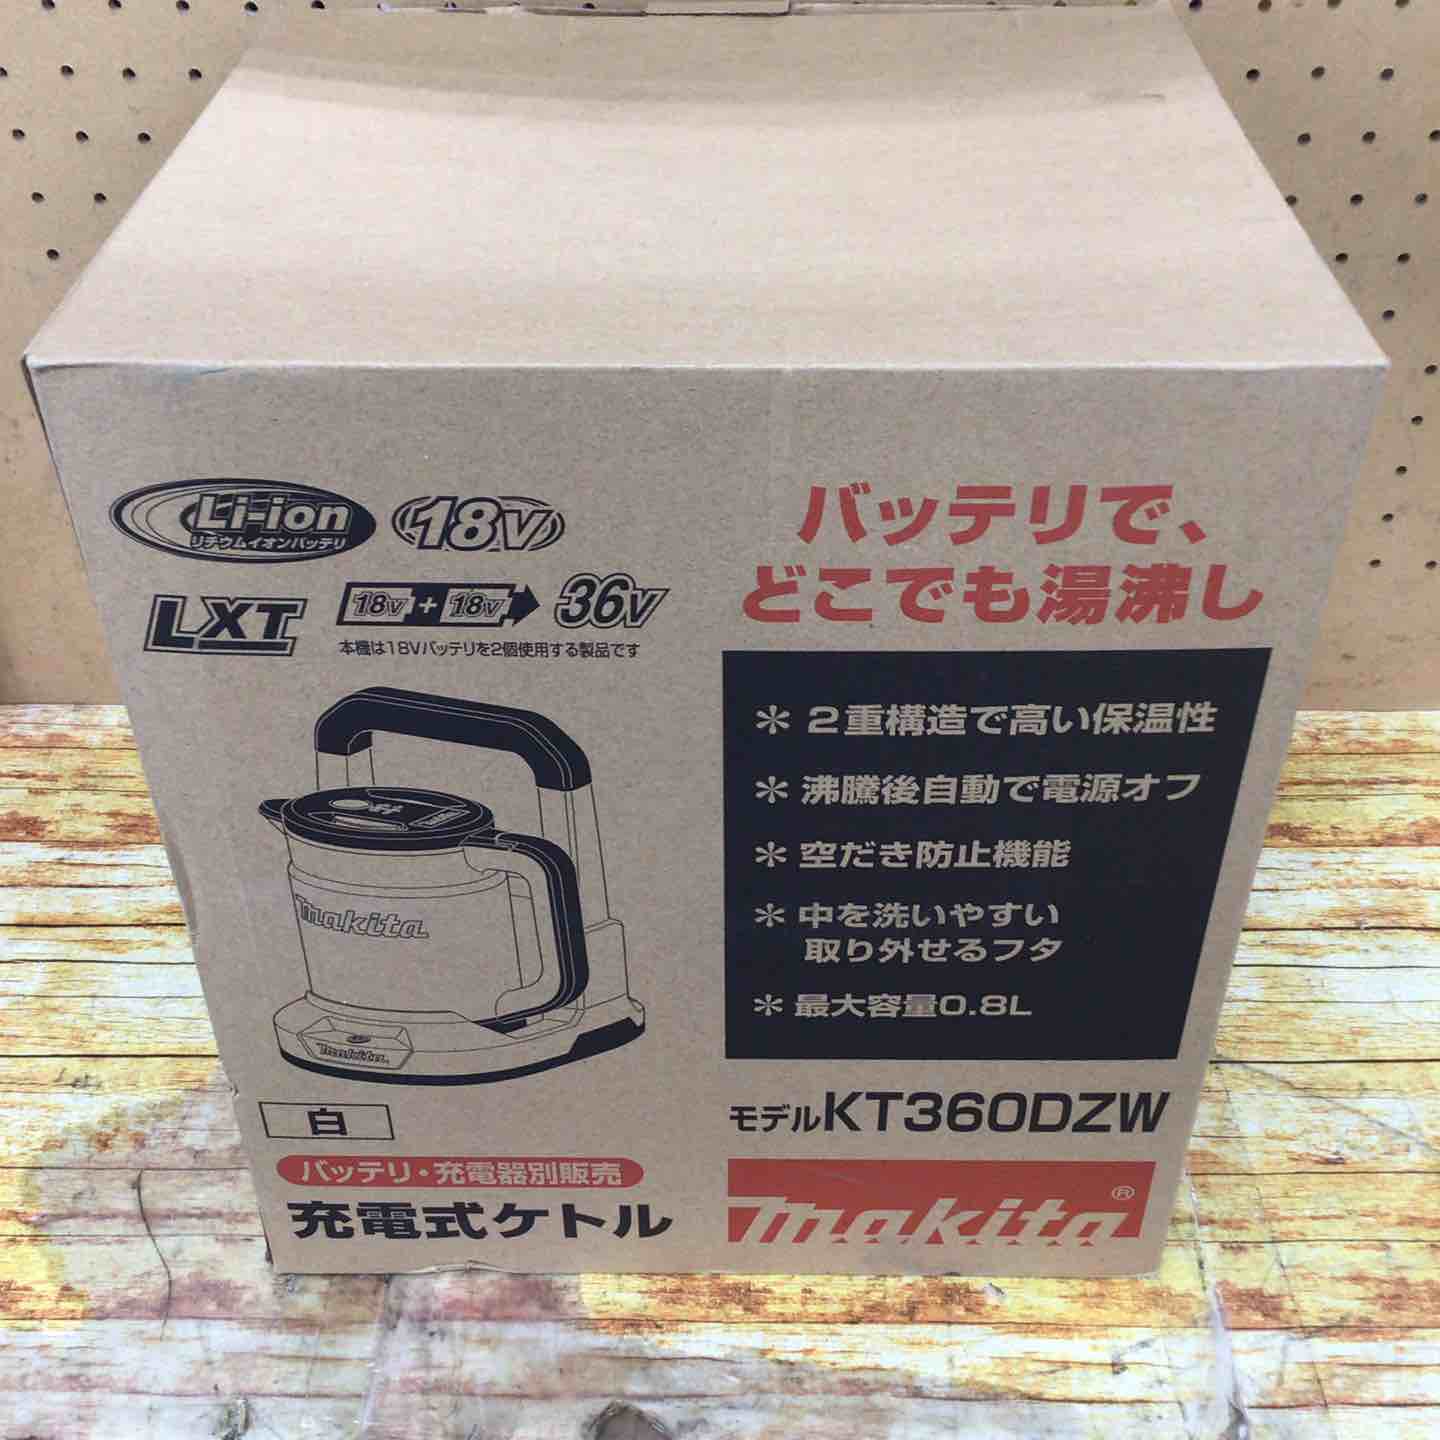 Li-ion
リチウムイオンバッテリ
18V
LXT
18V + 18V 36V
本機は18Vバッテリを2個使用する製品です
makita
makita
白
バッテリ・充電器別販売
充電式ケトル
バッテリで、
どこでも湯沸し
＊ 2重構造で高い保温性
＊ 沸騰後自動で電源オフ
＊ 空だき防止機能
＊ 中を洗いやすい
取り外せるフタ
＊ 最大容量0.8L
モデルKT360DZW
makita®